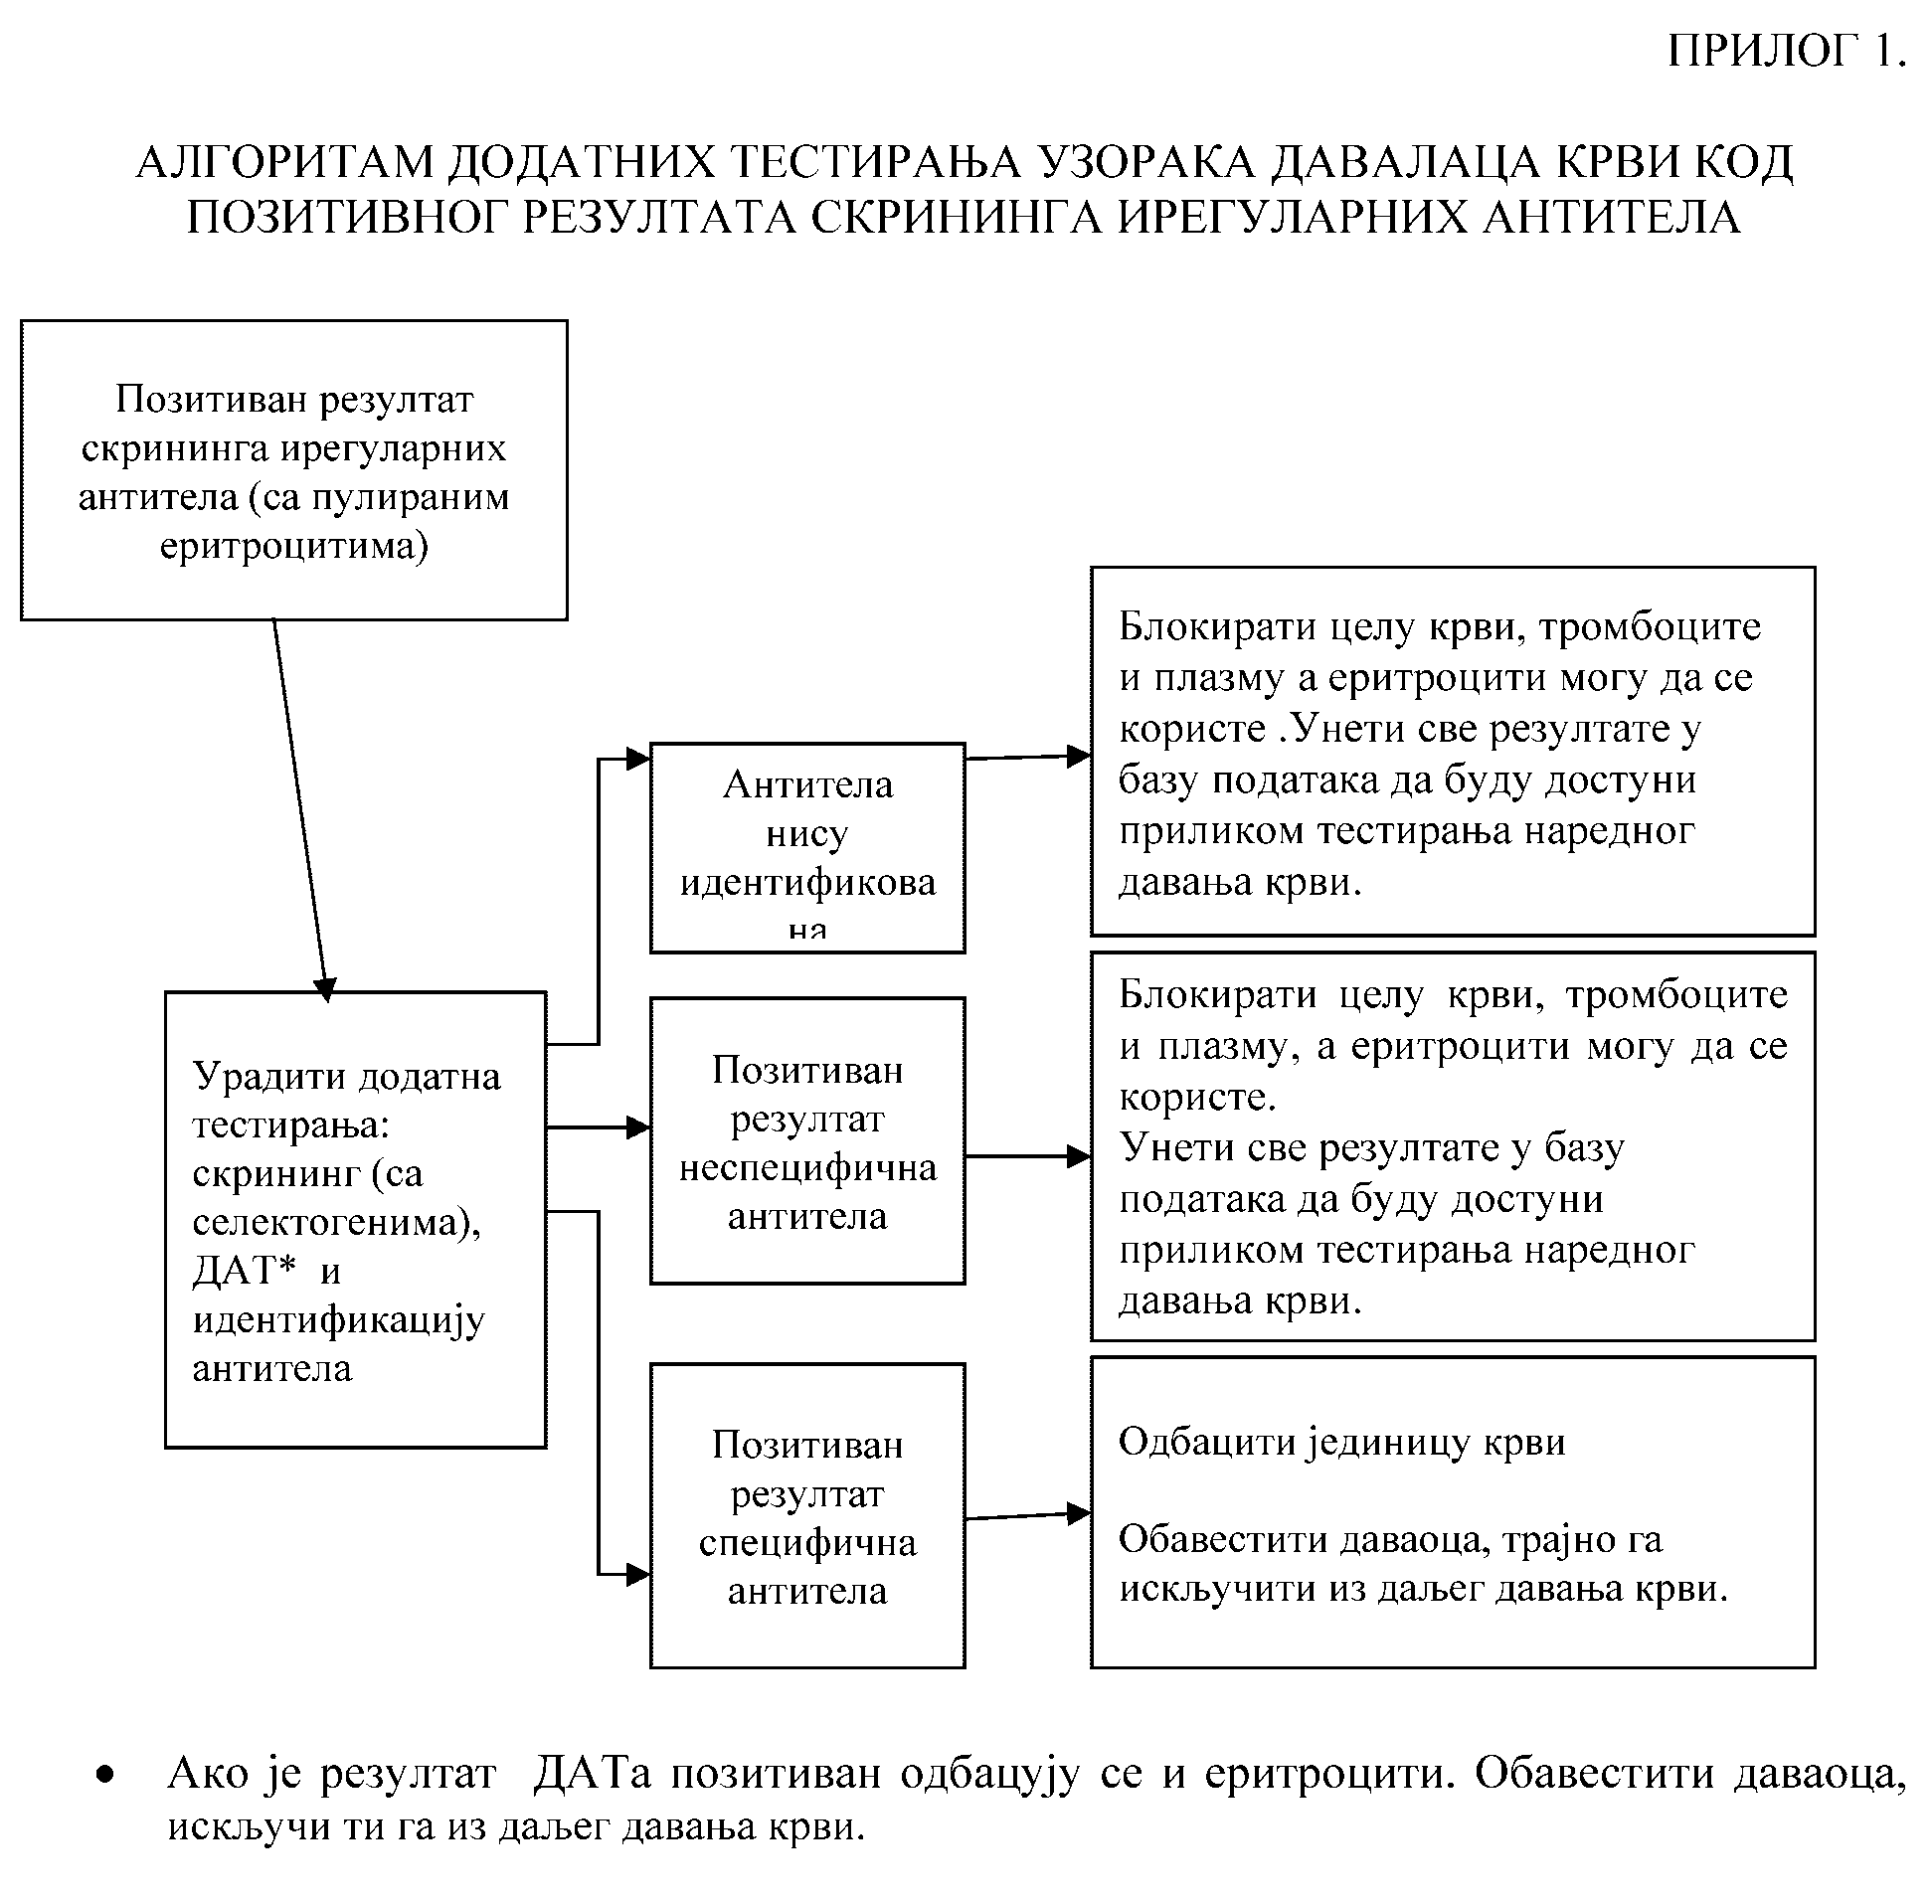 ПРИЛОГ 1.
АЛГОРИТАМ ДОДАТНИХ ТЕСТИРАЊА УЗОРАКА ДАВАЛАЦА КРВИ КОД
ПОЗИТИВНОГ РЕЗУЛТАТА СКРИНИНГА ИРЕГУЛАРНИХ АНТИТЕЛА
Позитиван резултат
скрининга ирегуларних
антитела (са пулираним
еритроцитима)
Урадити додатна
тестирања:
скрининг (са
селектогенима),
ДАТ* и
идентификацију
антитела
Антитела
нису
идентификова
на
Блокирати целу крви, тромбоците
и плазму а еритроцити могу да се
користе .Унети све резултате у
базу података да буду достуни
приликом тестирања наредног
давања крви.
Позитиван
резултат
неспецифична
антитела
Блокирати целу крви, тромбоците
и плазму, а еритроцити могу да се
користе.
Унети све резултате у базу
података да буду достуни
приликом тестирања наредног
давања крви.
Позитиван
резултат
специфична
антитела
Одбацити јединицу крви
Обавестити даваоца, трајно га
искључити из даљег давања крви.
• Ако је резултат ДАТа позитиван одбацују се и еритроцити. Обавестити даваоца,
искључи ти га из даљег давања крви.